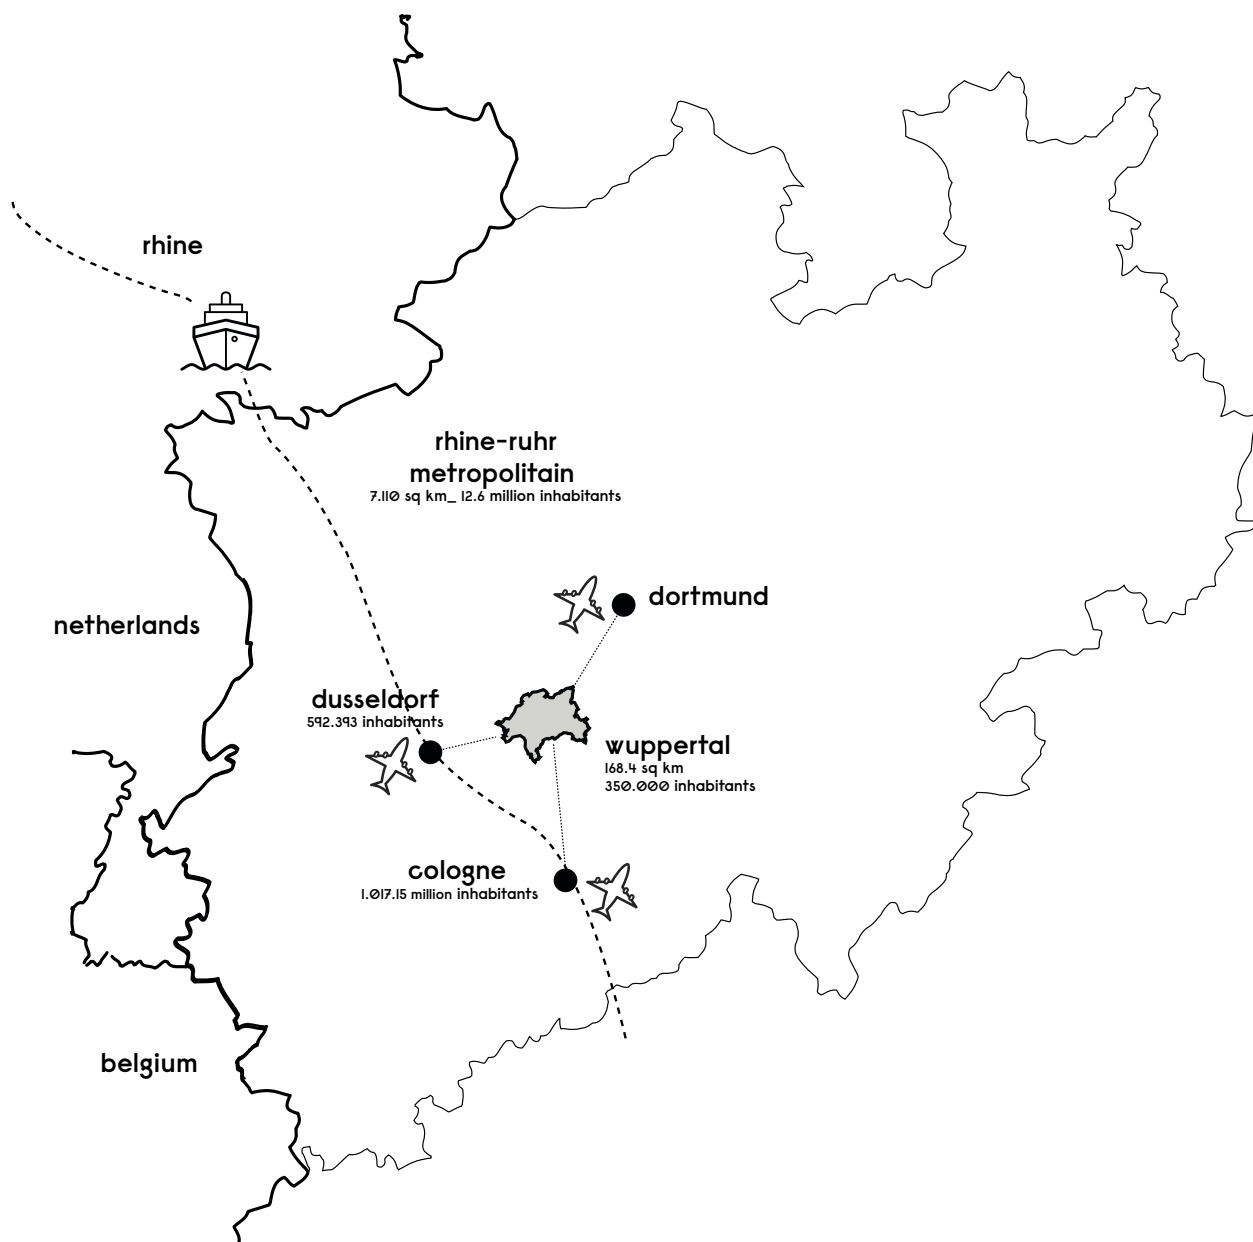 rhine
rhine-ruhr
metropolitain
7.110 sq km_ 12.6 million inhabitants
dortmund
netherlands
dusseldorf
592.393 inhabitants
wuppertal
168.4 sq km
350.000 inhabitants
cologne
1.017.15 million inhabitants
belgium